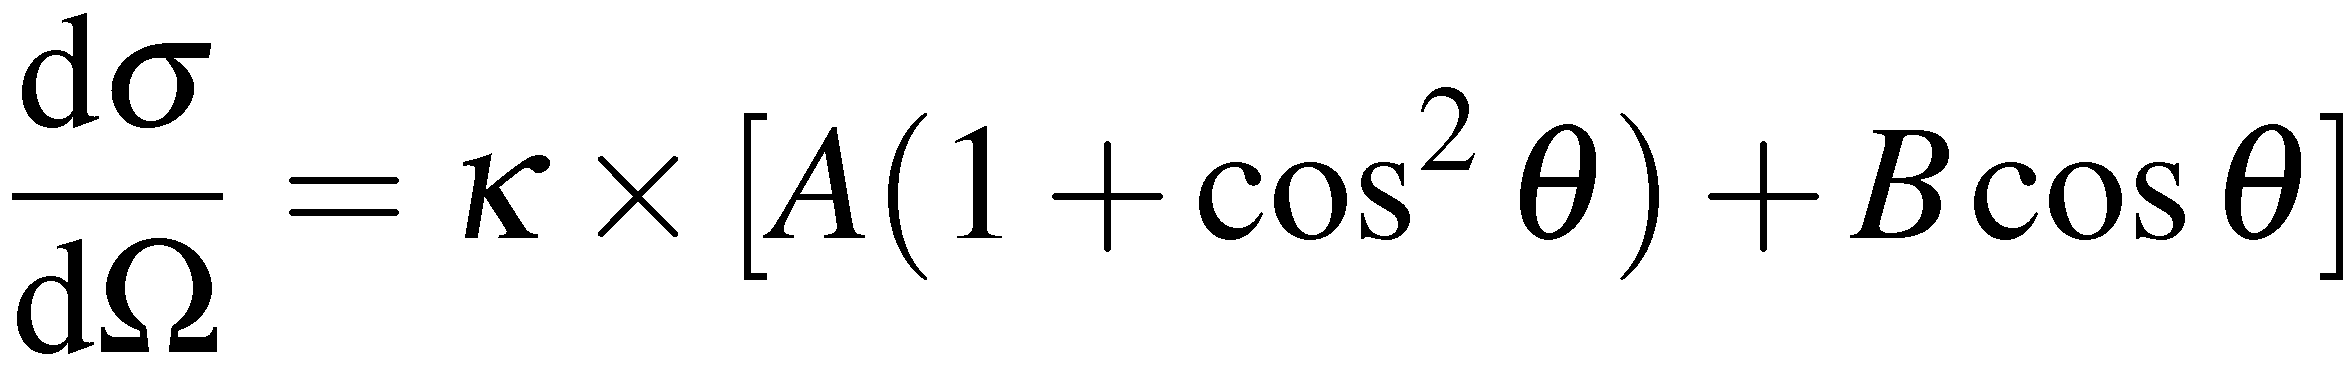 dσ/dΩ = κ × [A(1 + cos² θ) + B cos θ]